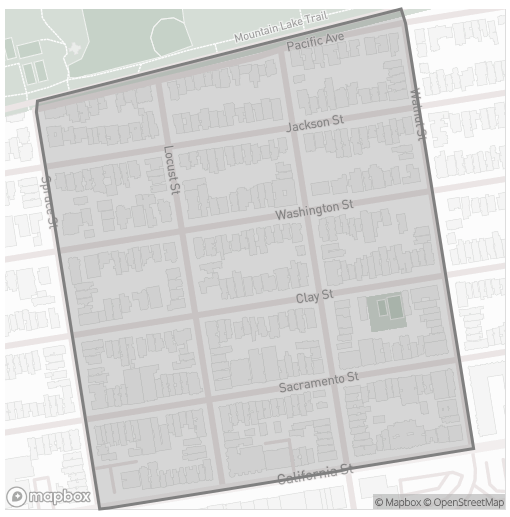 Mountain Lake Trail
Pacific Ave
Jackson St
Walnut St
Locust St
Spruce St
Washington St
Clay St
Sacramento St
California St
mapbox
© Mapbox © OpenStreetMap